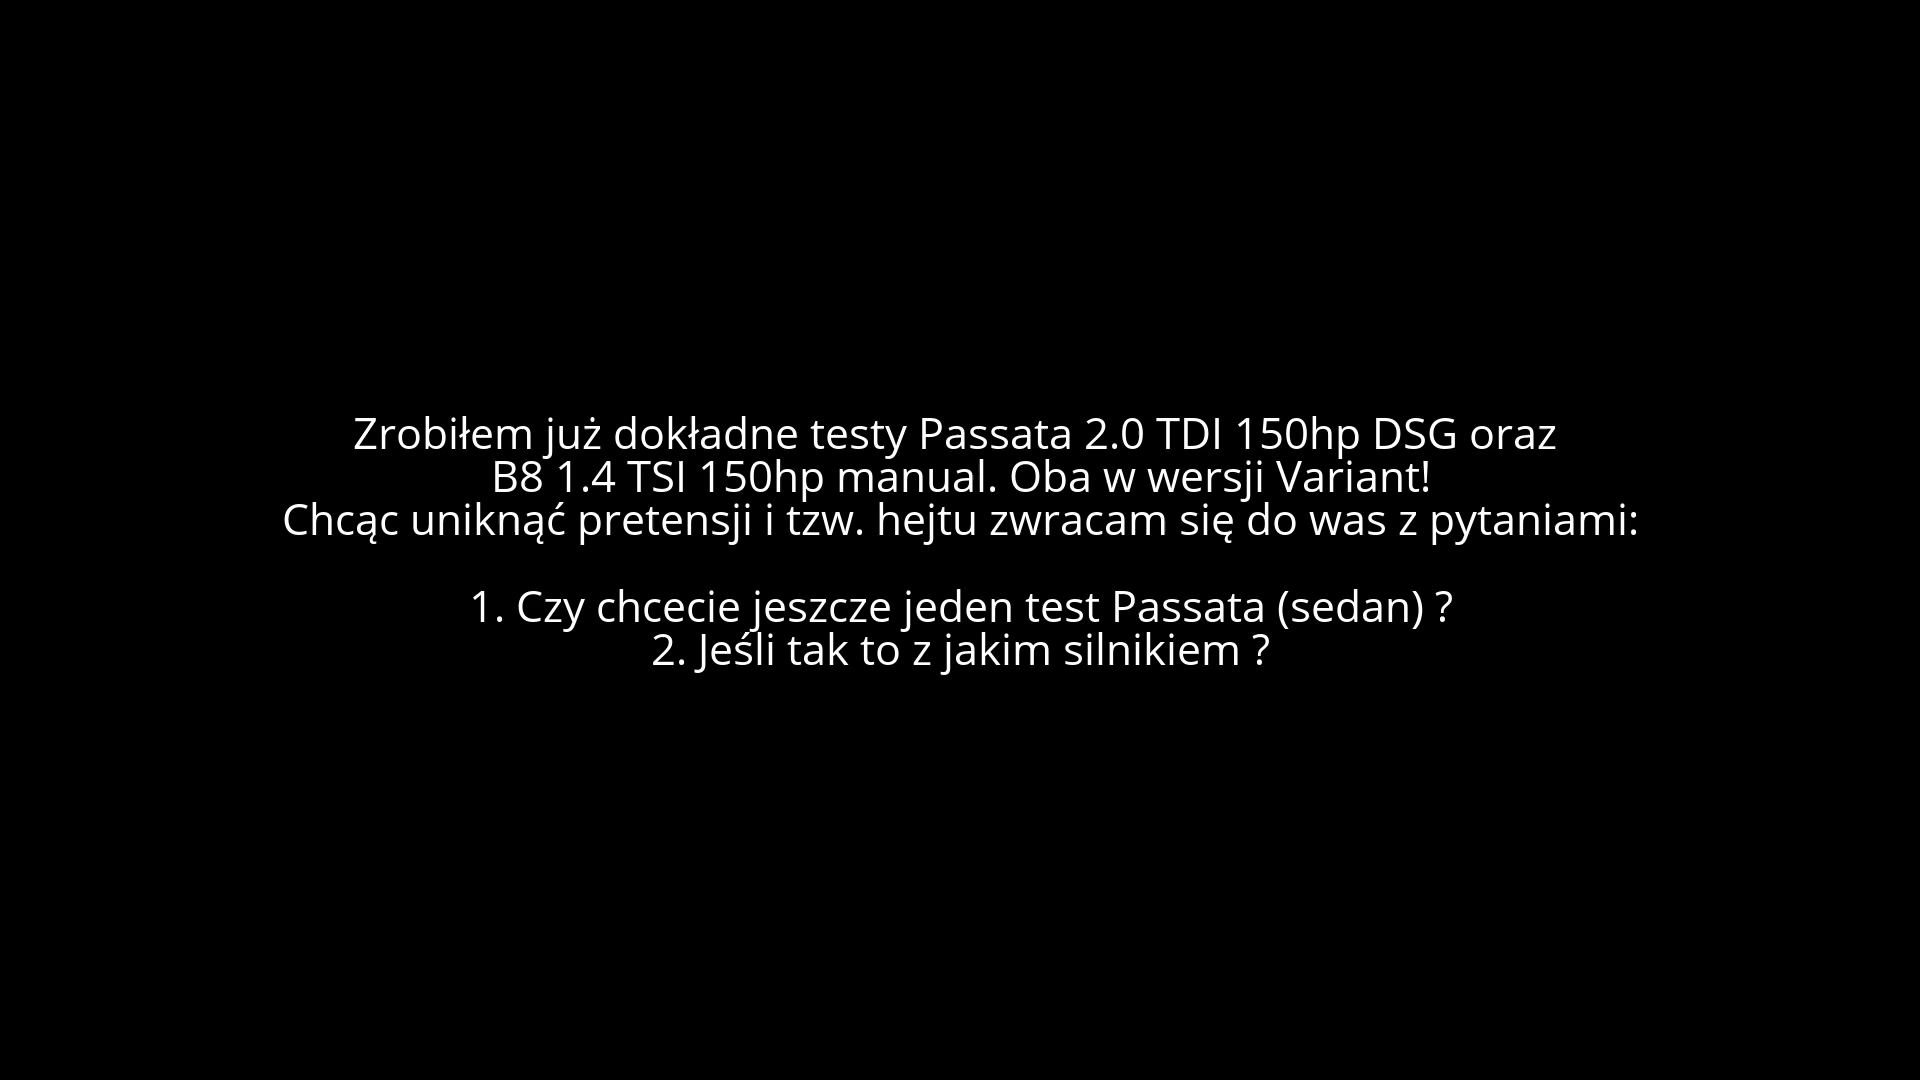 Zrobiłem już dokładne testy Passata 2.0 TDI 150hp DSG oraz
B8 1.4 TSI 150hp manual. Oba w wersji Variant!
Chcąc uniknąć pretensji i tzw. hejtu zwracam się do was z pytaniami:
1. Czy chcecie jeszcze jeden test Passata (sedan) ?
2. Jeśli tak to z jakim silnikiem ?